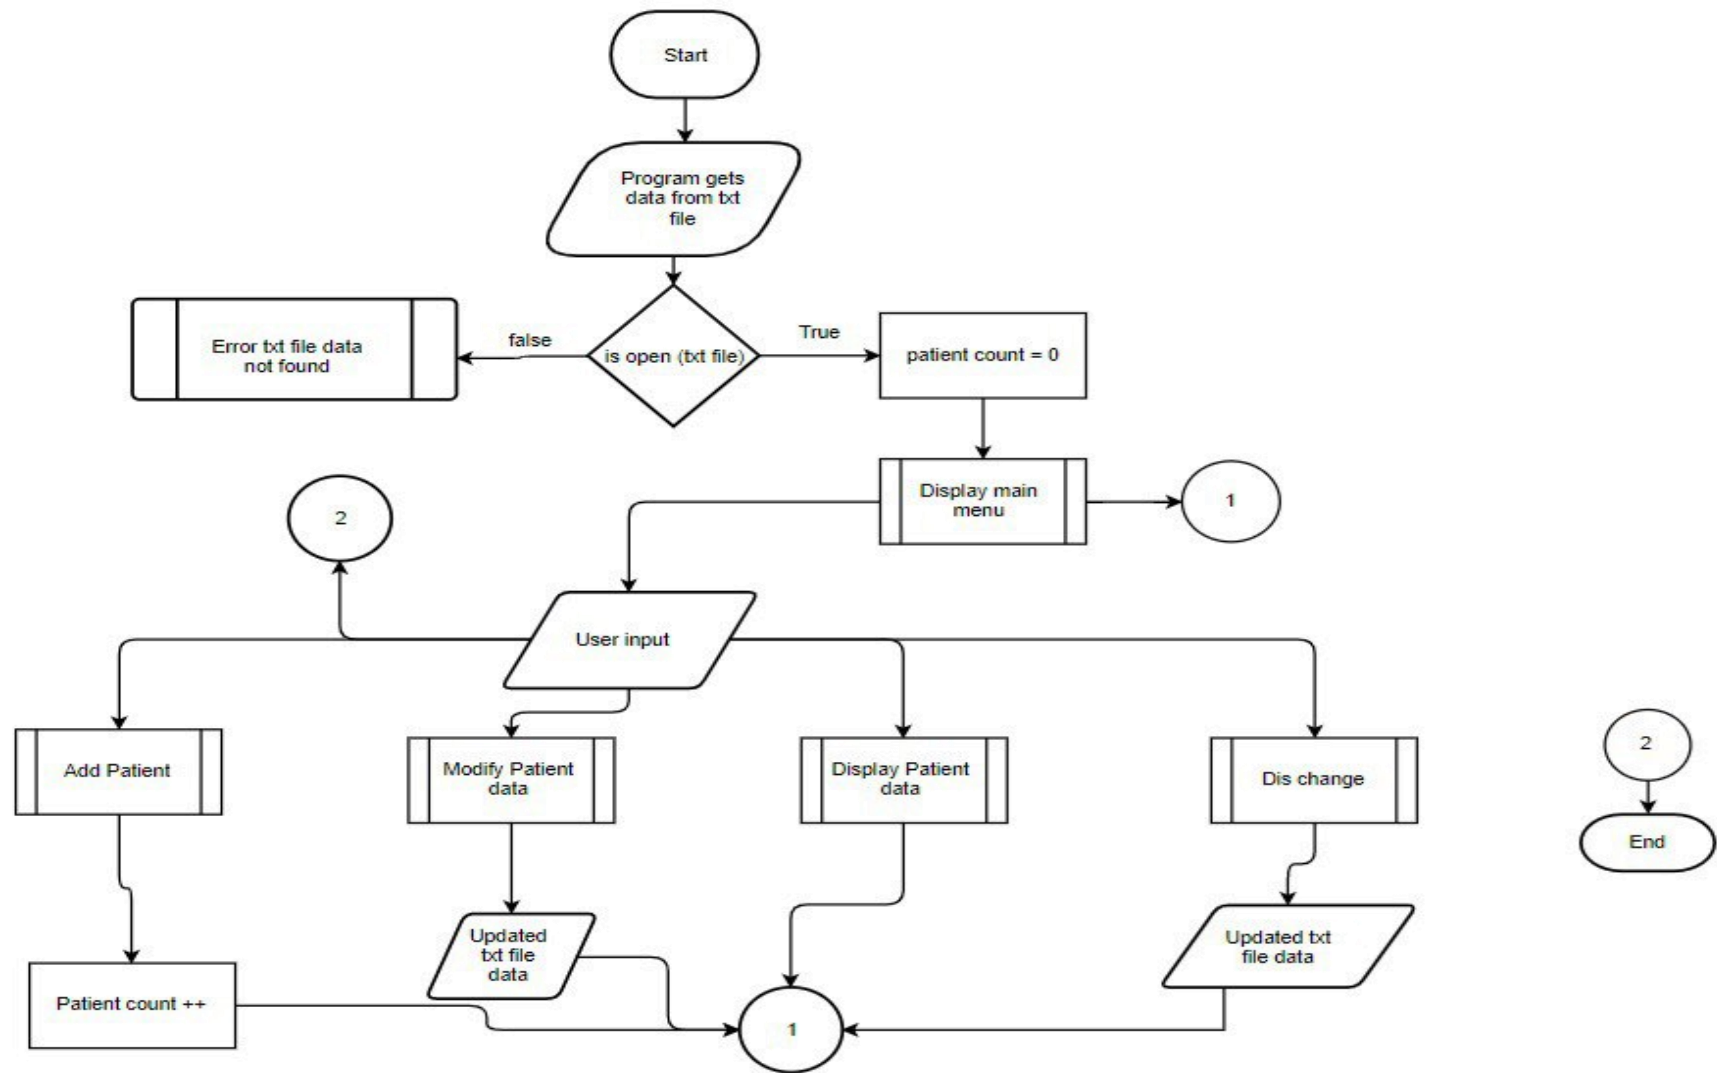 Start
Program gets
data from txt
file
Error txt file data
not found
false
is open (txt file)
True
patient count = 0
2
Display main
menu
1
User input
Add Patient
Modify Patient
data
Display Patient
data
Dis change
2
End
Updated
txt file
data
Updated txt
file data
Patient count ++
1